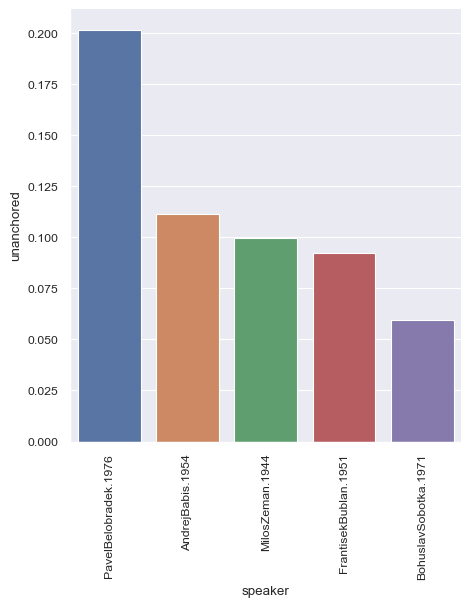 0.200
0.175
0.150
0.125
0.100
0.075
0.050
0.025
0.000
unanchored
PavelBelobradek.1976
AndrejBabis.1954
MilosZeman.1944
FrantisekBublan.1951
BohuslavSobotka.1971
speaker